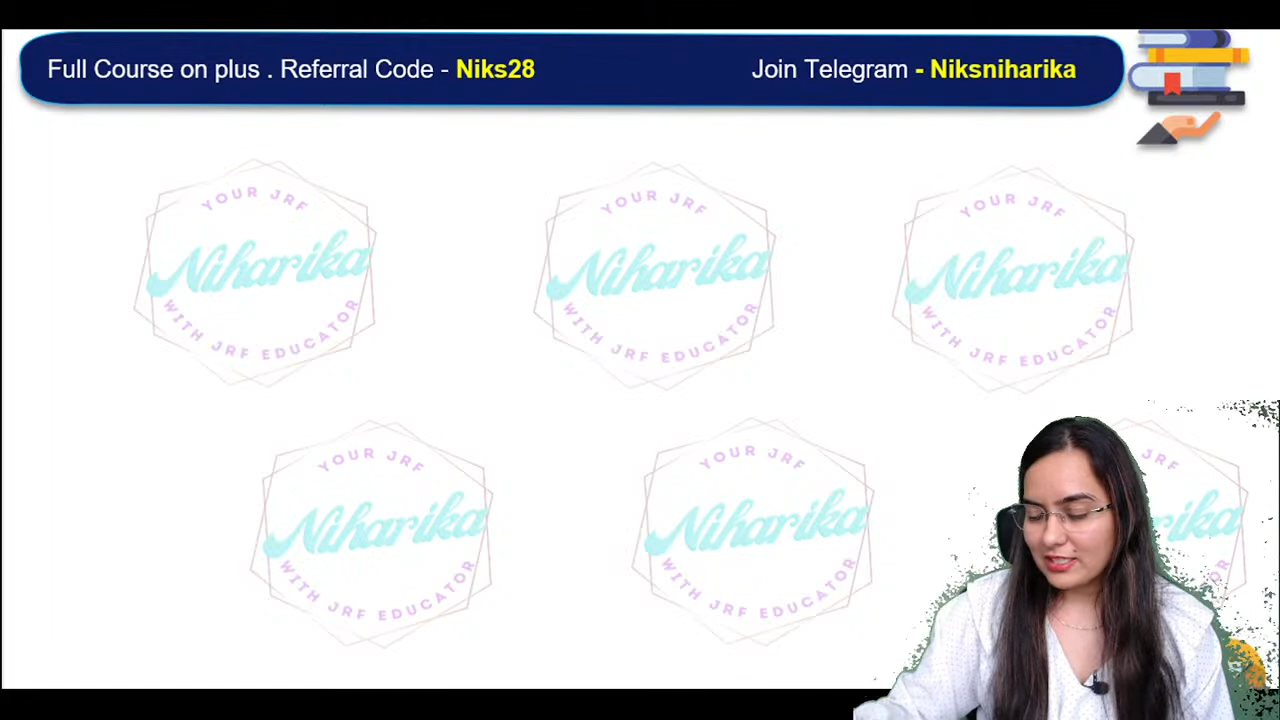 Full Course on plus . Referral Code - Niks28
Join Telegram - Niksniharika
YOUR JRF
Niharika
WITH JRF EDUCATOR
YOUR JRF
Niharika
WITH JRF EDUCATOR
YOUR JRF
Niharika
WITH JRF EDUCATOR
YOUR JRF
Niharika
WITH JRF EDUCATOR
YOUR JRF
Niharika
WITH JRF EDUCATOR
JRF